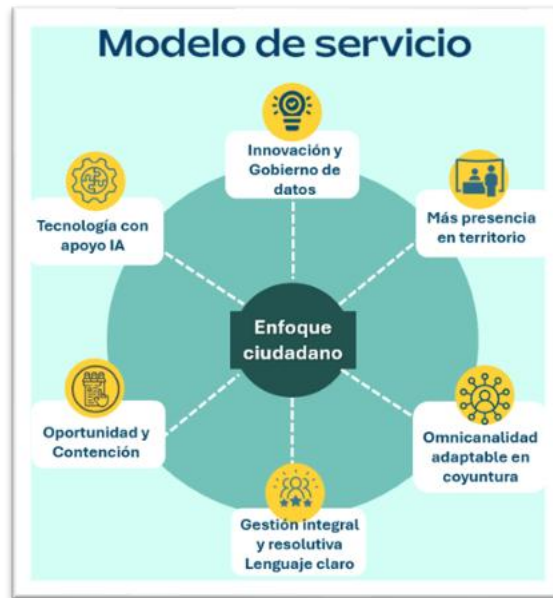 Modelo de servicio
Innovación y
Gobierno de
datos
Tecnología con
apoyo IA
Más presencia
en territorio
Enfoque
ciudadano
Oportunidad y
Contención
Omnicanalidad
adaptable en
coyuntura
Gestión integral
y resolutiva
Lenguaje claro